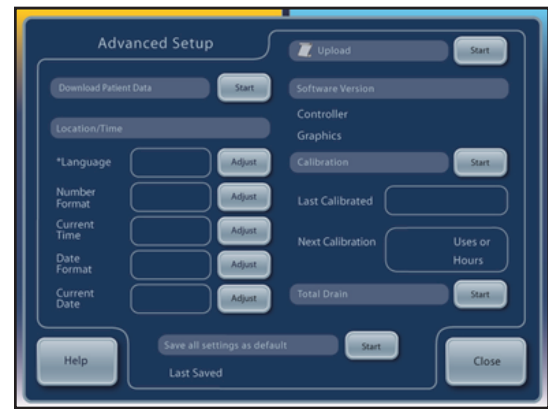 Advanced Setup
Download Patient Data
Start
Location/Time
*Language
Adjust
Number
Format
Adjust
Current
Time
Adjust
Date
Format
Adjust
Current
Date
Adjust
Upload
Start
Software Version
Controller
Graphics
Calibration
Start
Last Calibrated
Next Calibration
Uses or
Hours
Total Drain
Start
Help
Save all settings as default
Start
Last Saved
Close